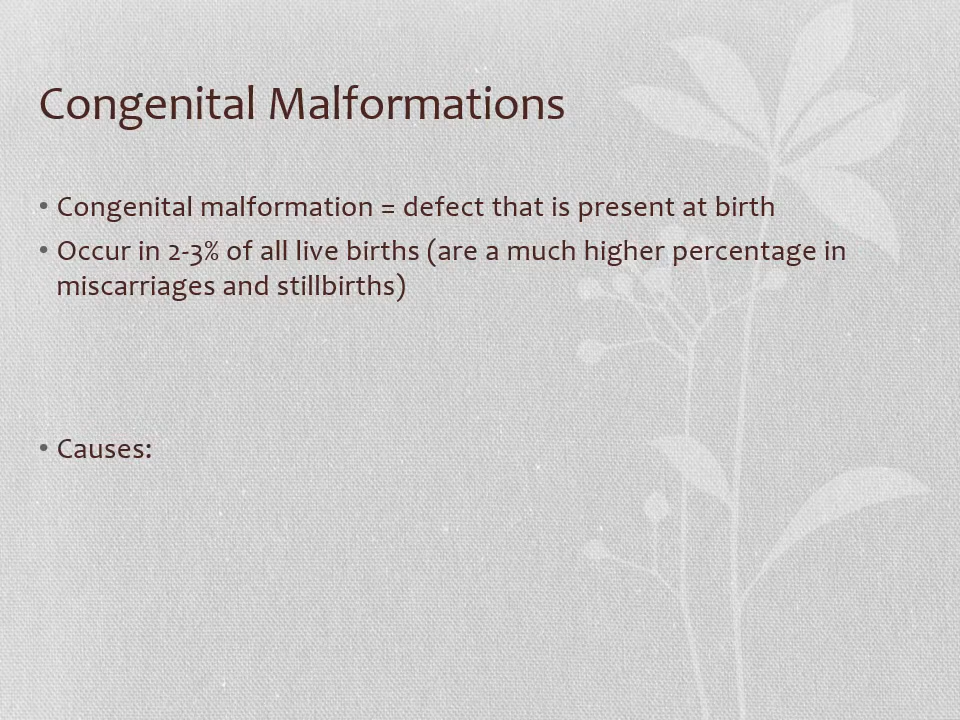 Congenital Malformations
• Congenital malformation = defect that is present at birth
• Occur in 2-3% of all live births (are a much higher percentage in
miscarriages and stillbirths)
• Causes: